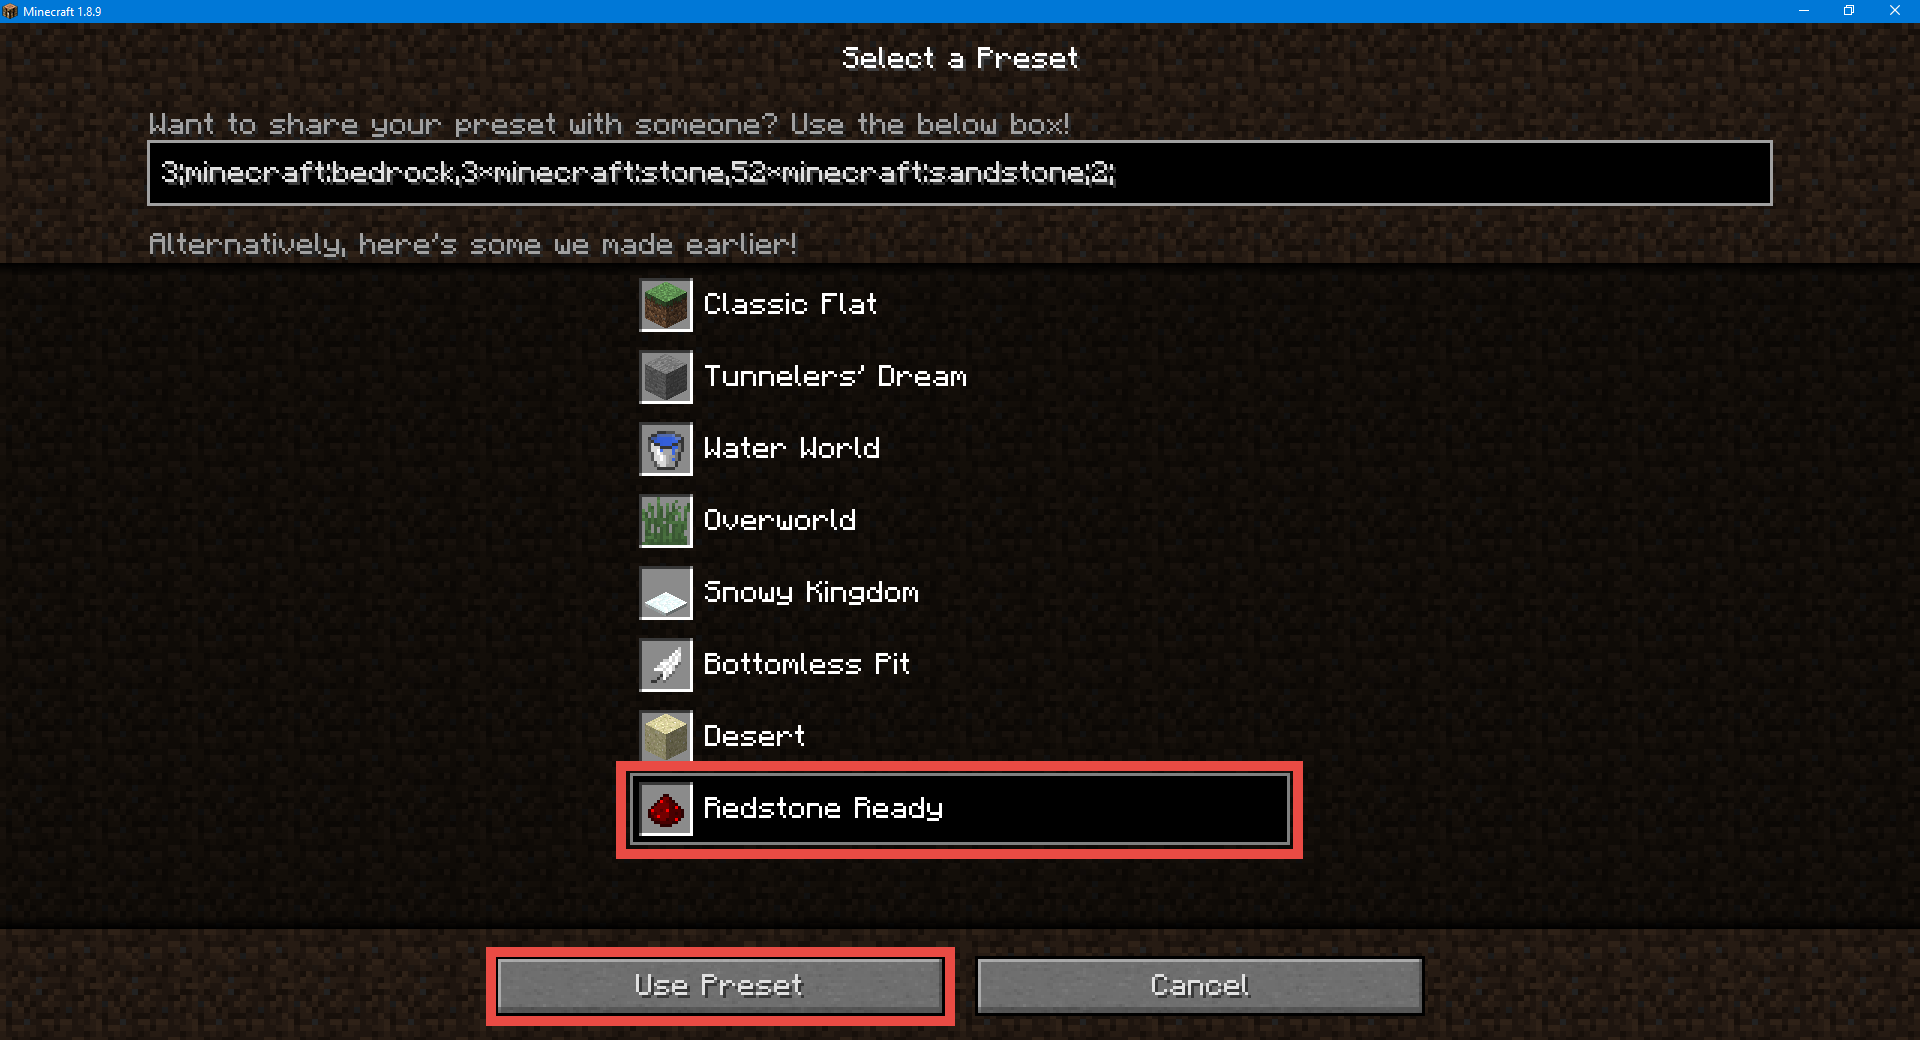 Minecraft 1.8.9
Select a Preset
Want to share your preset with someone? Use the below box!
3;minecraft:bedrock,3×minecraft:stone,52×minecraft:sandstone;2;
Alternatively, here's some we made earlier!
Classic Flat
Tunnelers' Dream
Water World
Overworld
Snowy Kingdom
Bottomless Pit
Desert
Redstone Ready
Use Preset
Cancel